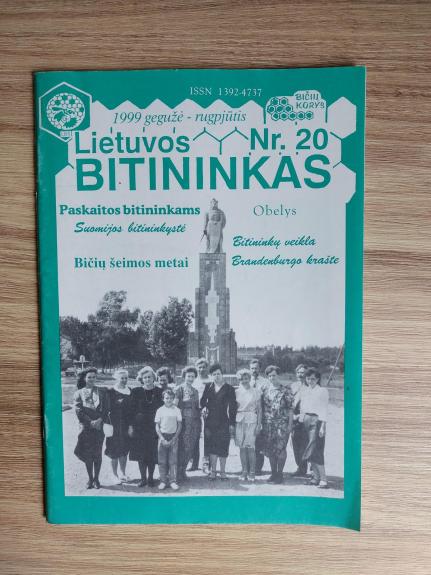 ISSN 1392-4737
BIČIŲ
KORYS
1999 gegužė - rugpjūtis
Lietuvos Nr. 20
BITININKAS
Paskaitos bitininkams
Suomijos bitininkystė
Bičių šeimos metai
Obelys
Bitininkų veikla
Brandenburgo krašte